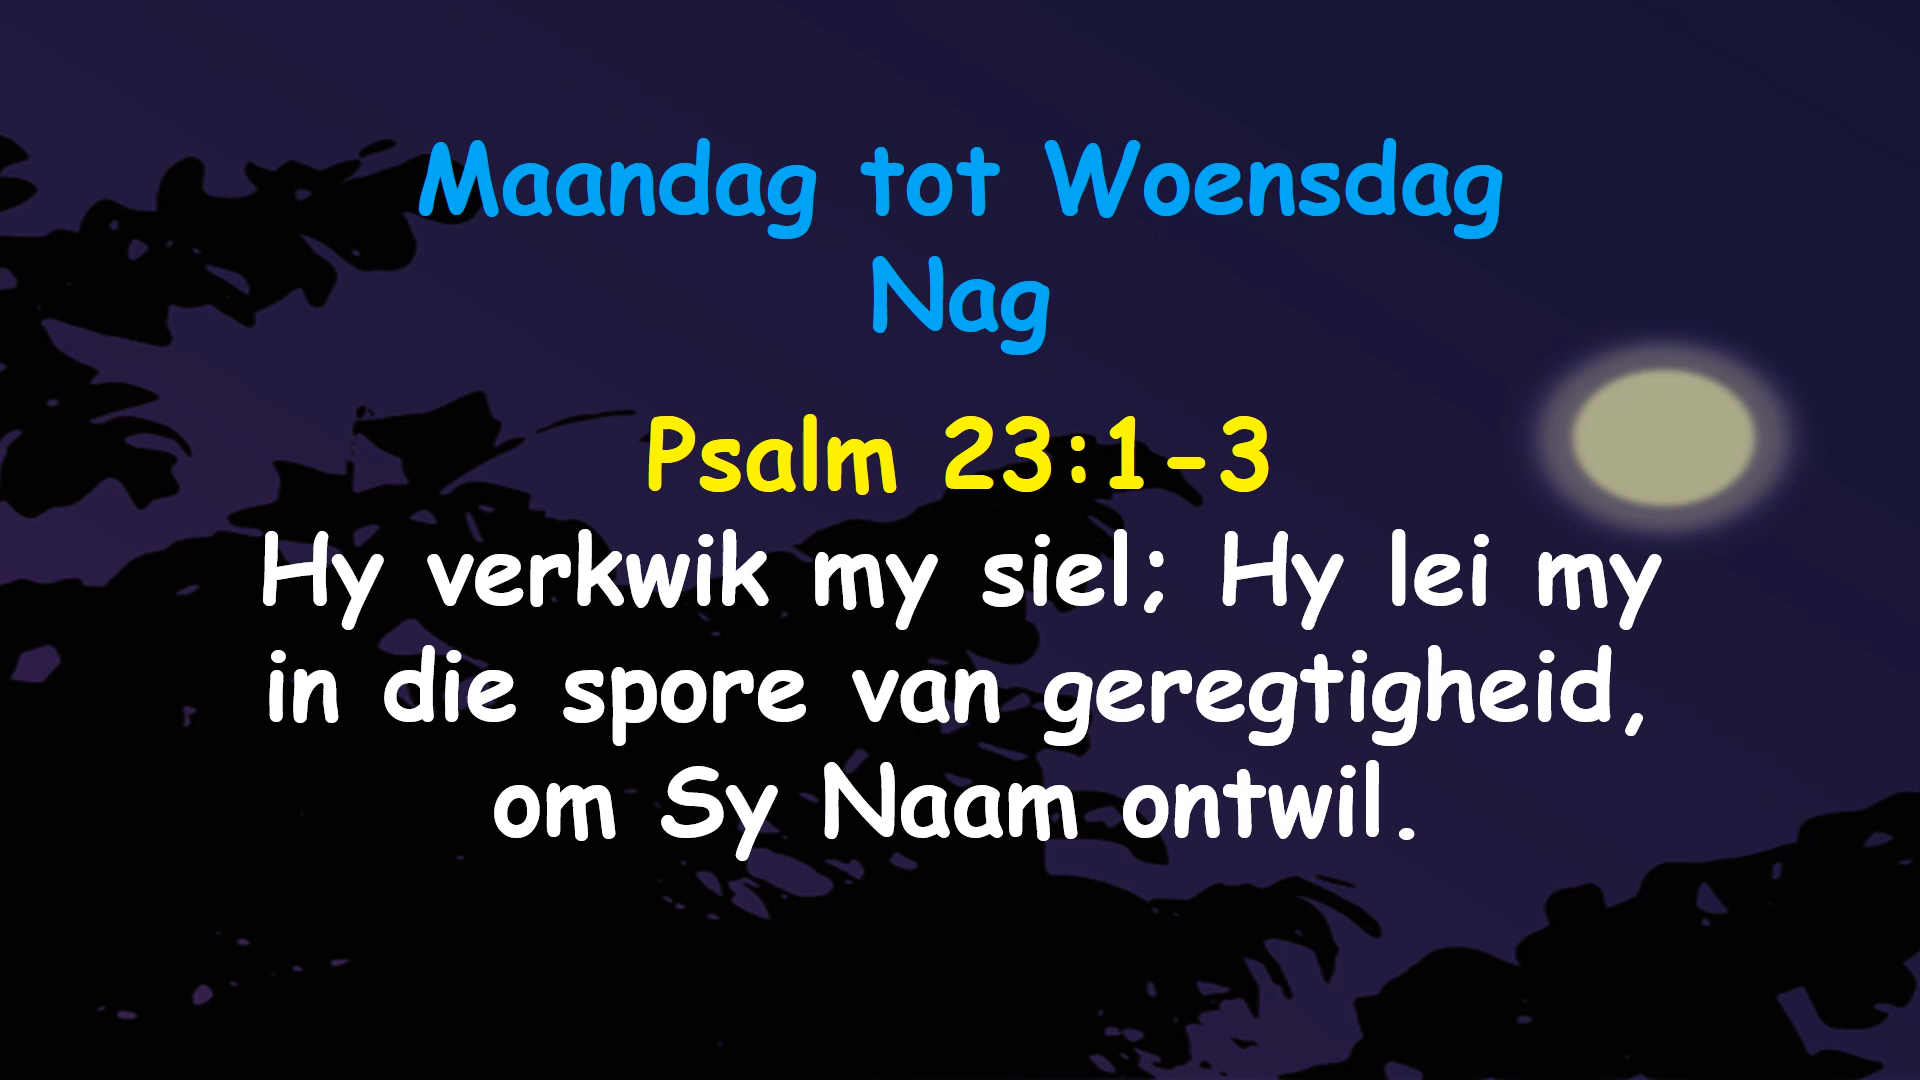 Maandag tot Woensdag
Nag
Psalm 23:1-3
Hy verkwik my siel; Hy lei my
in die spore van geregtigheid,
om Sy Naam ontwil.